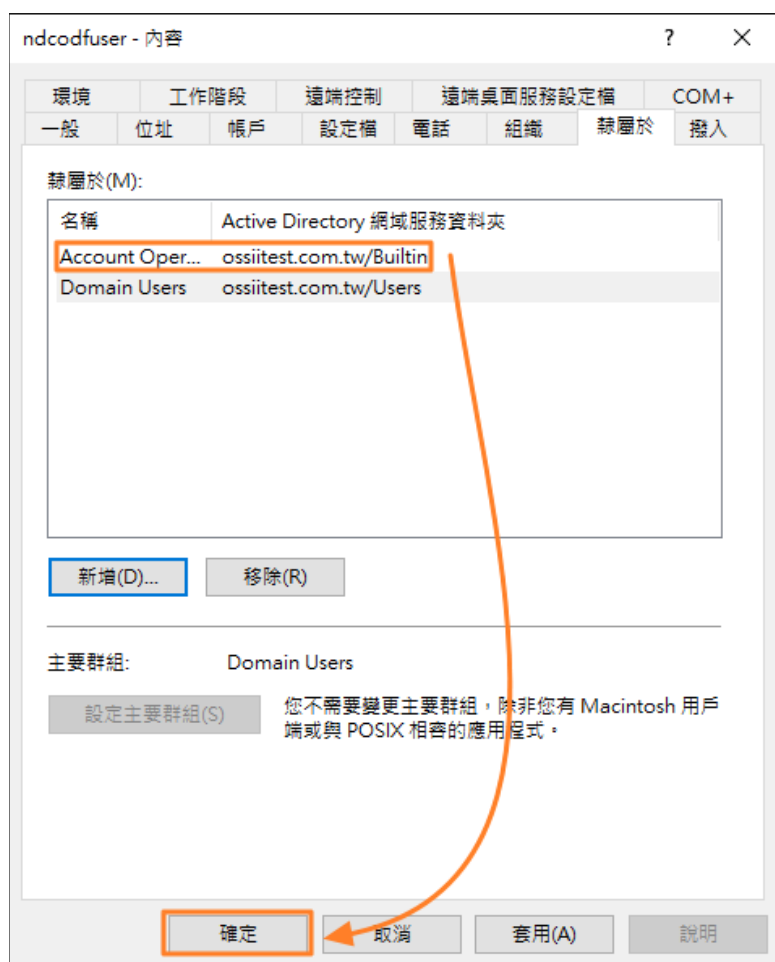 ndcodfuser - 內容 ? ×
環境 工作階段 遠端控制 遠端桌面服務設定檔 COM+
一般 位址 帳戶 設定檔 電話 組織 隸屬於 撥入
隸屬於(M):
名稱 Active Directory 網域服務資料夾
Account Oper... ossiitest.com.tw/Builtin
Domain Users ossiitest.com.tw/Users
新增(D)... 移除(R)
主要群組: Domain Users
設定主要群組(S) 您不需要變更主要群組，除非您有 Macintosh 用戶
端或與 POSIX 相容的應用程式。
確定 取消 套用(A) 說明